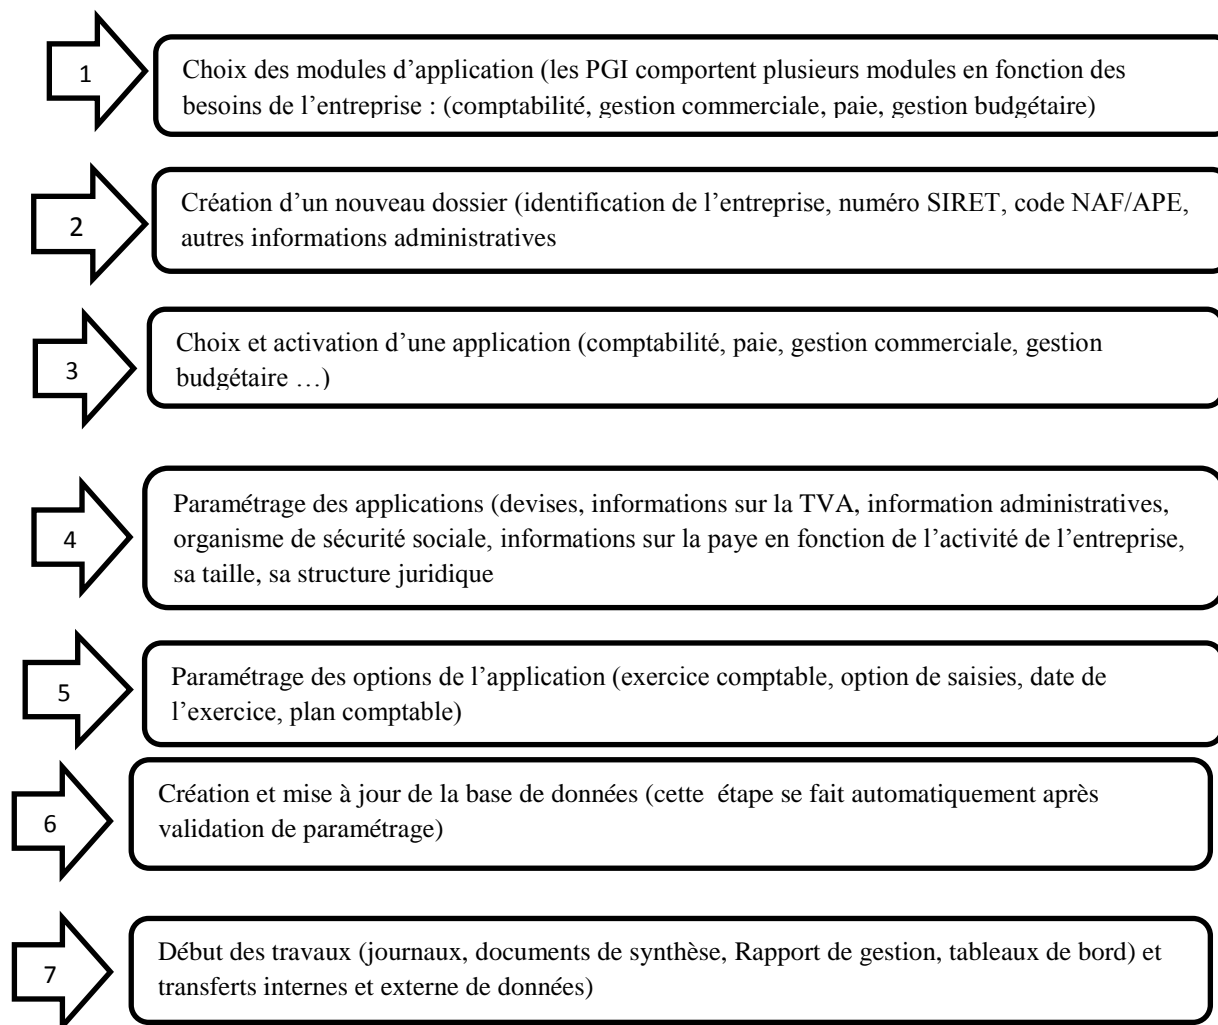 1
Choix des modules d’application (les PGI comportent plusieurs modules en fonction des
besoins de l’entreprise : (comptabilité, gestion commerciale, paie, gestion budgétaire)
2
Création d’un nouveau dossier (identification de l’entreprise, numéro SIRET, code NAF/APE,
autres informations administratives
3
Choix et activation d’une application (comptabilité, paie, gestion commerciale, gestion
budgétaire …)
4
Paramétrage des applications (devises, informations sur la TVA, information administratives,
organisme de sécurité sociale, informations sur la paye en fonction de l’activité de l’entreprise,
sa taille, sa structure juridique
5
Paramétrage des options de l’application (exercice comptable, option de saisies, date de
l’exercice, plan comptable)
6
Création et mise à jour de la base de données (cette étape se fait automatiquement après
validation de paramétrage)
7
Début des travaux (journaux, documents de synthèse, Rapport de gestion, tableaux de bord) et
transferts internes et externe de données)